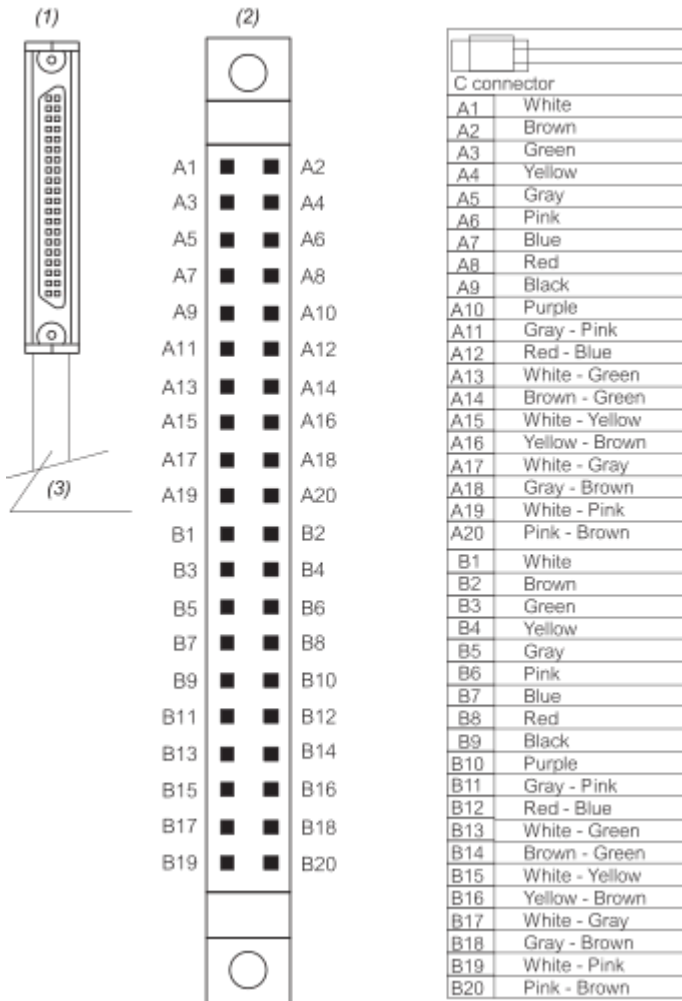 (1)
(2)
(3)
A1 A2
A3 A4
A5 A6
A7 A8
A9 A10
A11 A12
A13 A14
A15 A16
A17 A18
A19 A20
B1 B2
B3 B4
B5 B6
B7 B8
B9 B10
B11 B12
B13 B14
B15 B16
B17 B18
B19 B20
C connector
A1 White
A2 Brown
A3 Green
A4 Yellow
A5 Gray
A6 Pink
A7 Blue
A8 Red
A9 Black
A10 Purple
A11 Gray - Pink
A12 Red - Blue
A13 White - Green
A14 Brown - Green
A15 White - Yellow
A16 Yellow - Brown
A17 White - Gray
A18 Gray - Brown
A19 White - Pink
A20 Pink - Brown
B1 White
B2 Brown
B3 Green
B4 Yellow
B5 Gray
B6 Pink
B7 Blue
B8 Red
B9 Black
B10 Purple
B11 Gray - Pink
B12 Red - Blue
B13 White - Green
B14 Brown - Green
B15 White - Yellow
B16 Yellow - Brown
B17 White - Gray
B18 Gray - Brown
B19 White - Pink
B20 Pink - Brown